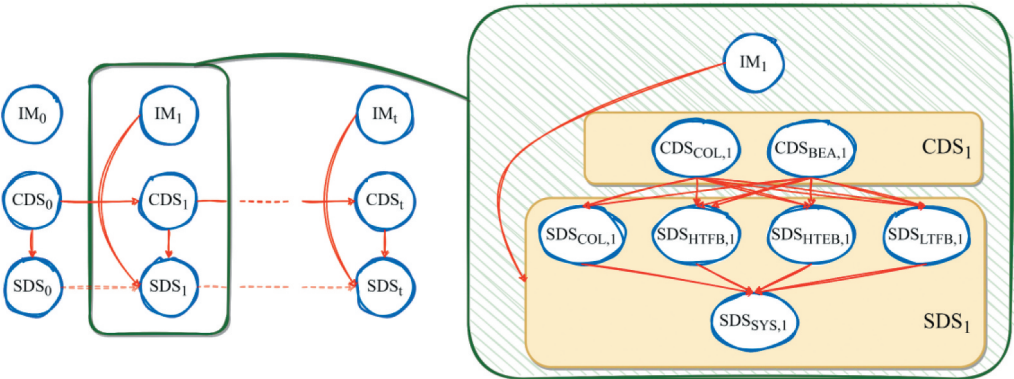 IM0 IM1 IMt
CDS0 CDS1 CDSt
SDS0 SDS1 SDSt
IM1
CDSCOL,1 CDSBEA,1 CDS1
SDSCOL,1 SDSHTFB,1 SDSHTEB,1 SDSLTFB,1
SDSSYS,1 SDS1